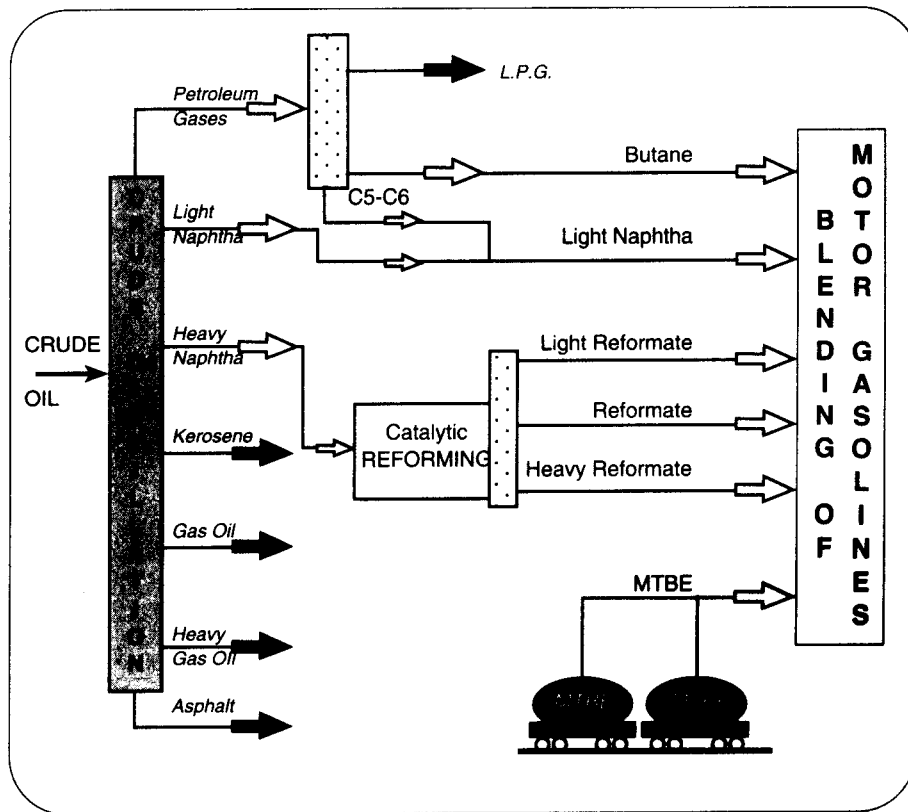 L.P.G.
Petroleum
Gases
Butane
C5-C6
Light
Naphtha
Light Naphtha
CRUDE
OIL
Heavy
Naphtha
Light Reformate
Kerosene
Catalytic
REFORMING
Reformate
Heavy Reformate
Gas Oil
MTBE
Heavy
Gas Oil
Asphalt
MTBE
BLENDING OF
MOTOR GASOLINES